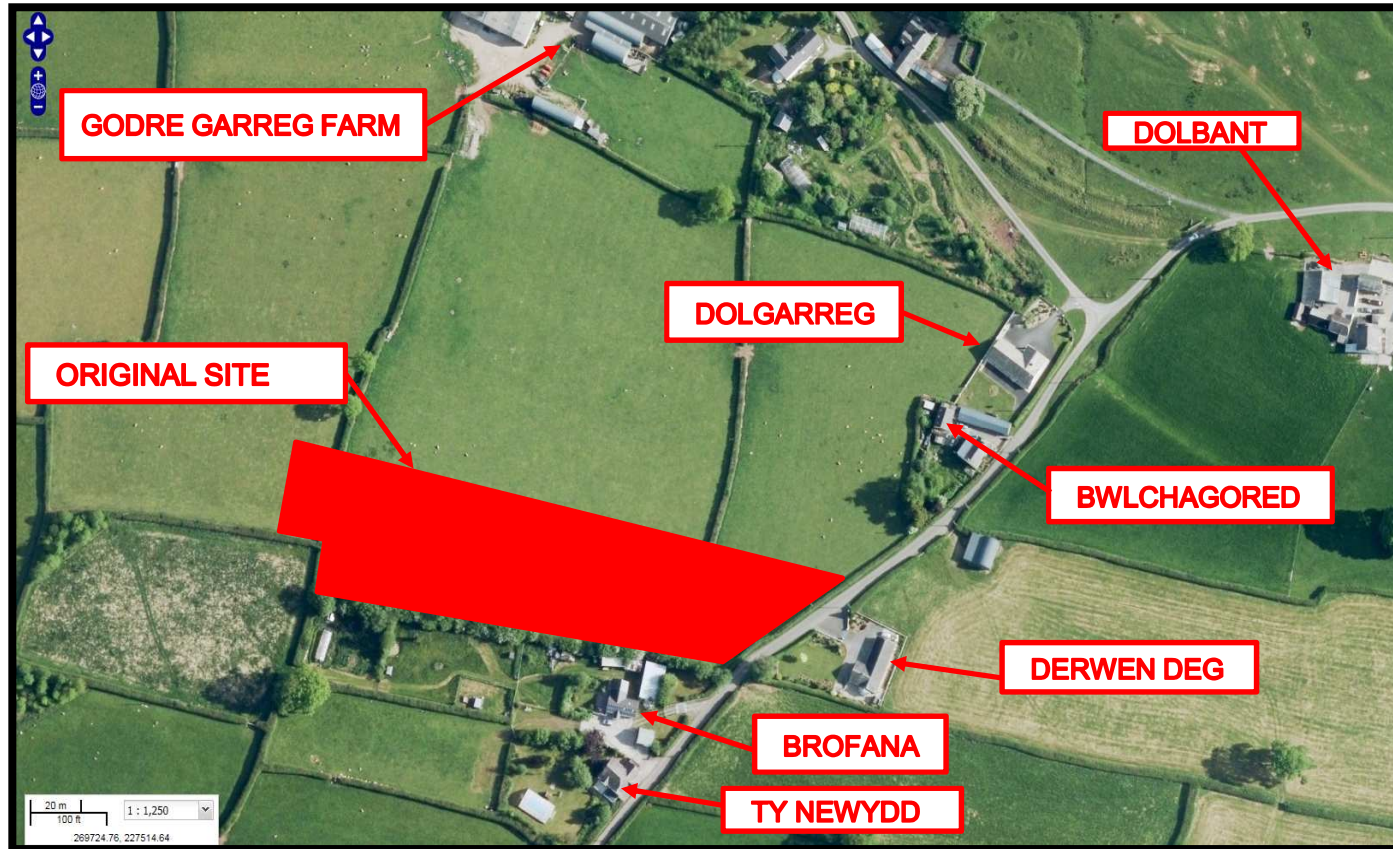 GODRE GARREG FARM
DOLBANT
DOLGARREG
ORIGINAL SITE
BWLCHAGORED
DERWEN DEG
BROFANA
TY NEWYDD
20 m
100 ft
1 : 1,250
269724.76, 227514.64